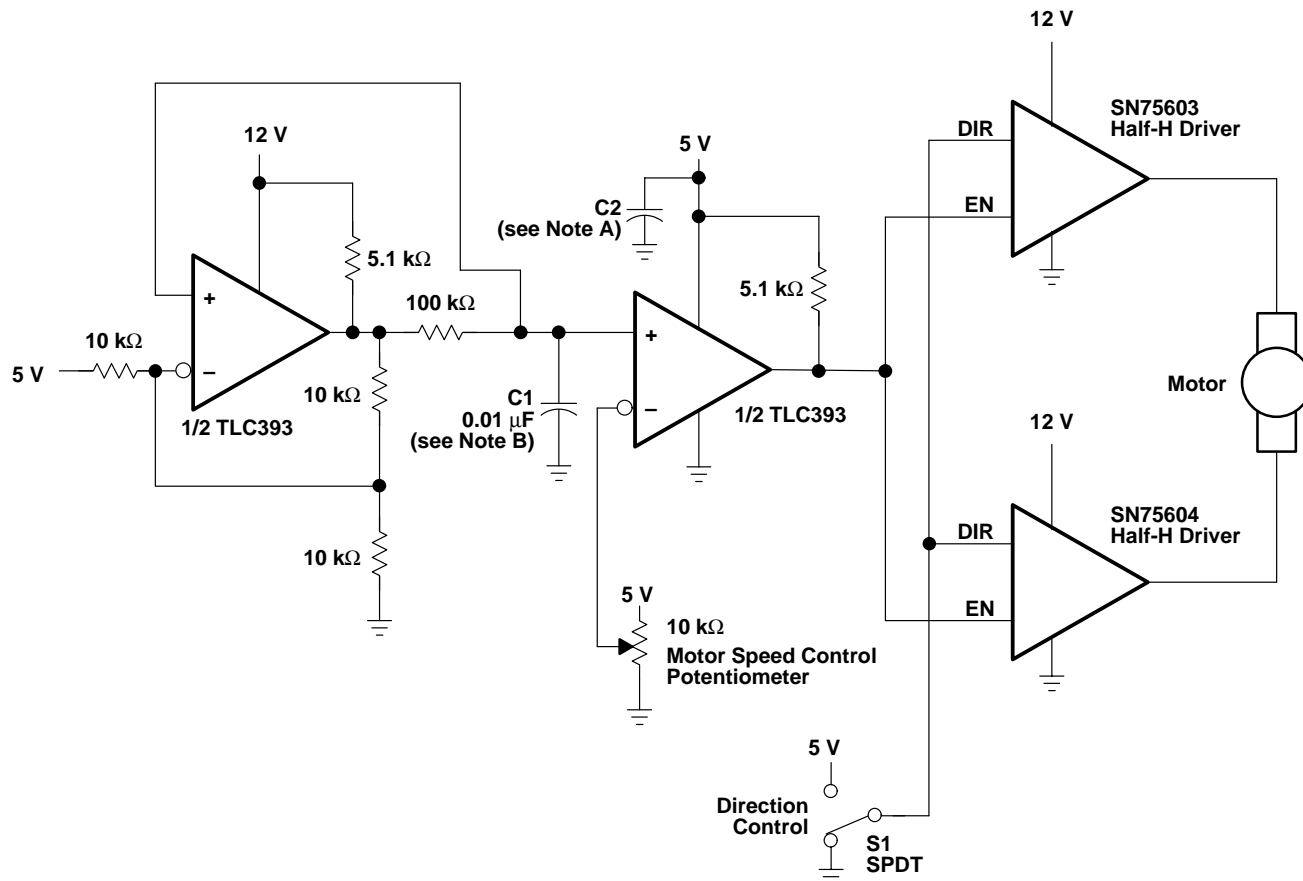 12 V
SN75603
Half-H Driver
DIR
EN
12 V
5 V
C2
(see Note A)
5.1 kΩ
5.1 kΩ
100 kΩ
+
−
10 kΩ
5 V
1/2 TLC393
10 kΩ
C1
0.01 μF
(see Note B)
+
−
1/2 TLC393
Motor
12 V
SN75604
Half-H Driver
DIR
EN
10 kΩ
5 V
10 kΩ
Motor Speed Control
Potentiometer
5 V
Direction
Control
S1
SPDT